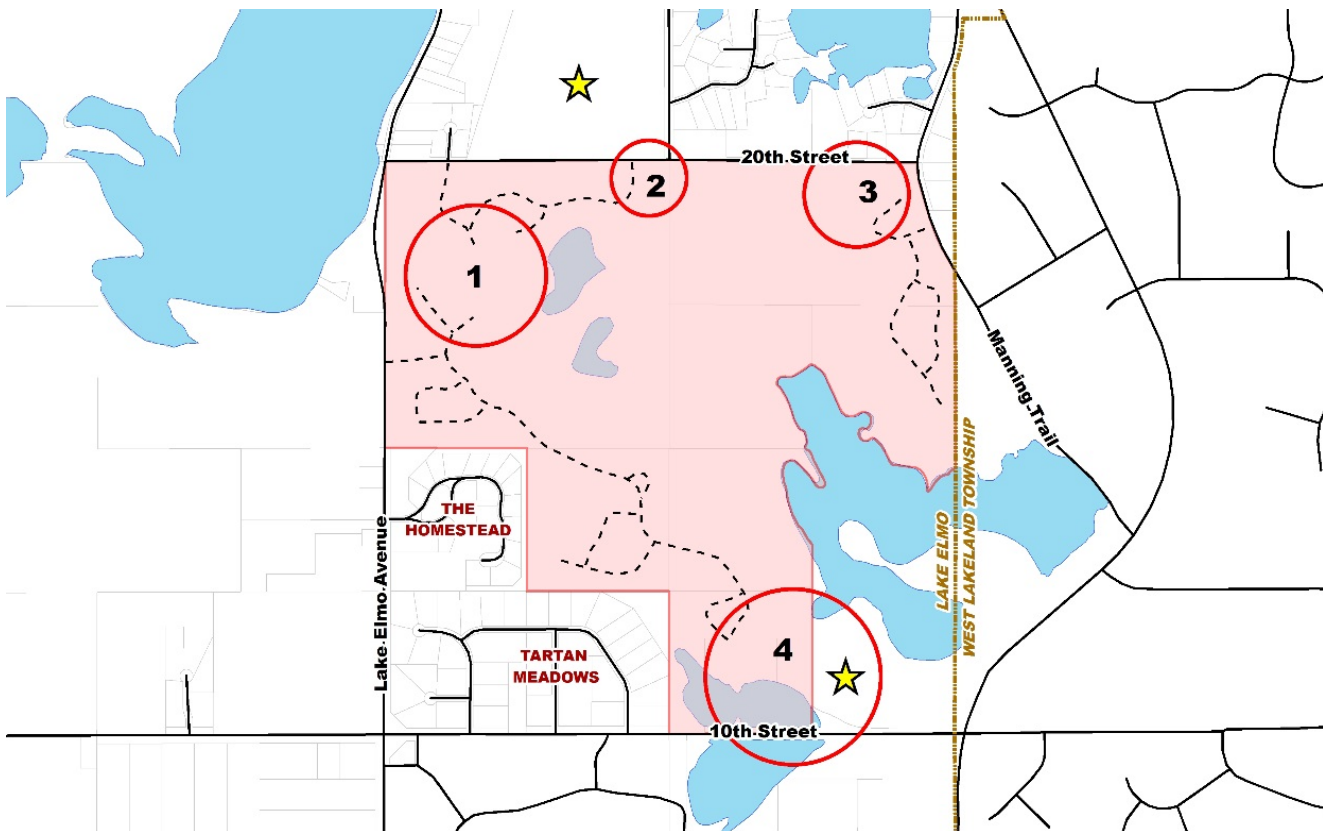 20th Street
2
3
1
Manning Trail
THE
HOMESTEAD
Lake Elmo Avenue
LAKE ELMO
WEST LAKELAND TOWNSHIP
4
TARTAN
MEADOWS
10th Street